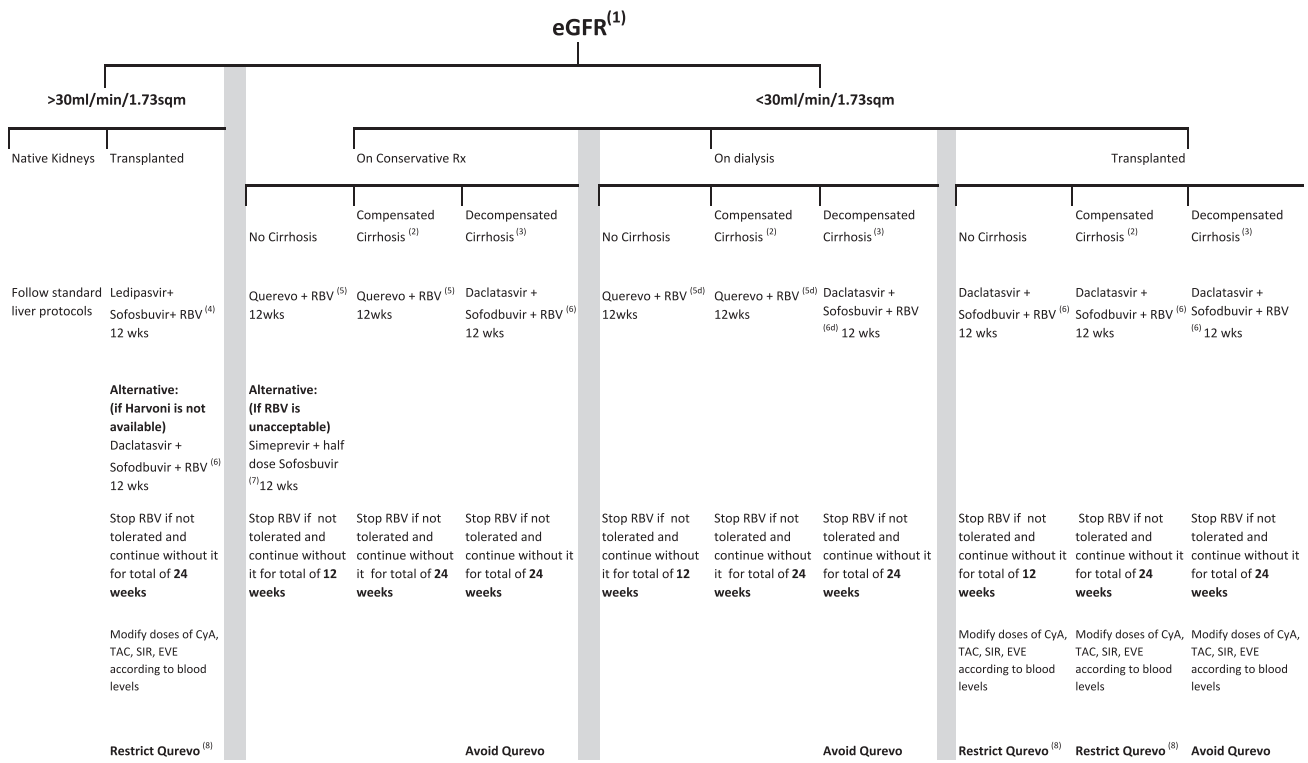 eGFR(1)
>30ml/min/1.73sqm
<30ml/min/1.73sqm
Native Kidneys
Transplanted
On Conservative Rx
On dialysis
Transplanted
No Cirrhosis
Compensated
Cirrhosis (2)
Decompensated
Cirrhosis (3)
No Cirrhosis
Compensated
Cirrhosis (2)
Decompensated
Cirrhosis (3)
No Cirrhosis
Compensated
Cirrhosis (2)
Decompensated
Cirrhosis (3)
Follow standard
liver protocols
Ledipasvir+
Sofosbuvir+ RBV (4)
12 wks
Querevo + RBV (5)
12wks
Querevo + RBV (5)
12wks
Daclatasvir +
Sofodbuvir + RBV (6)
12 wks
Querevo + RBV (5d)
12wks
Querevo + RBV (5d)
12wks
Daclatasvir +
Sofosbuvir + RBV
(6d) 12 wks
Daclatasvir +
Sofodbuvir + RBV (6)
12 wks
Daclatasvir +
Sofodbuvir + RBV (6)
12 wks
Daclatasvir +
Sofodbuvir + RBV
(6) 12 wks
Alternative:
(if Harvoni is not
available)
Daclatasvir +
Sofodbuvir + RBV (6)
12 wks
Alternative:
(If RBV is
unacceptable)
Simeprevir + half
dose Sofosbuvir
(7)12 wks
Stop RBV if not
tolerated and
continue without it
for total of 24
weeks
Stop RBV if not
tolerated and
continue without
it for total of 12
weeks
Stop RBV if not
tolerated and
continue without
it for total of 24
weeks
Stop RBV if not
tolerated and
continue without it
for total of 24
weeks
Stop RBV if not
tolerated and
continue without
it for total of 12
weeks
Stop RBV if not
tolerated and
continue without
it for total of 24
weeks
Stop RBV if not
tolerated and
continue without it
for total of 24
weeks
Stop RBV if not
tolerated and
continue without it
for total of 12
weeks
Stop RBV if not
tolerated and
continue without it
for total of 24
weeks
Stop RBV if not
tolerated and
continue without it
for total of 24
weeks
Modify doses of CyA,
TAC, SIR, EVE
according to blood
levels
Modify doses of CyA,
TAC, SIR, EVE
according to blood
levels
Modify doses of CyA,
TAC, SIR, EVE
according to blood
levels
Modify doses of CyA,
TAC, SIR, EVE
according to blood
levels
Restrict Qurevo (8)
Avoid Qurevo
Avoid Qurevo
Restrict Qurevo (8)
Restrict Qurevo (8)
Avoid Qurevo